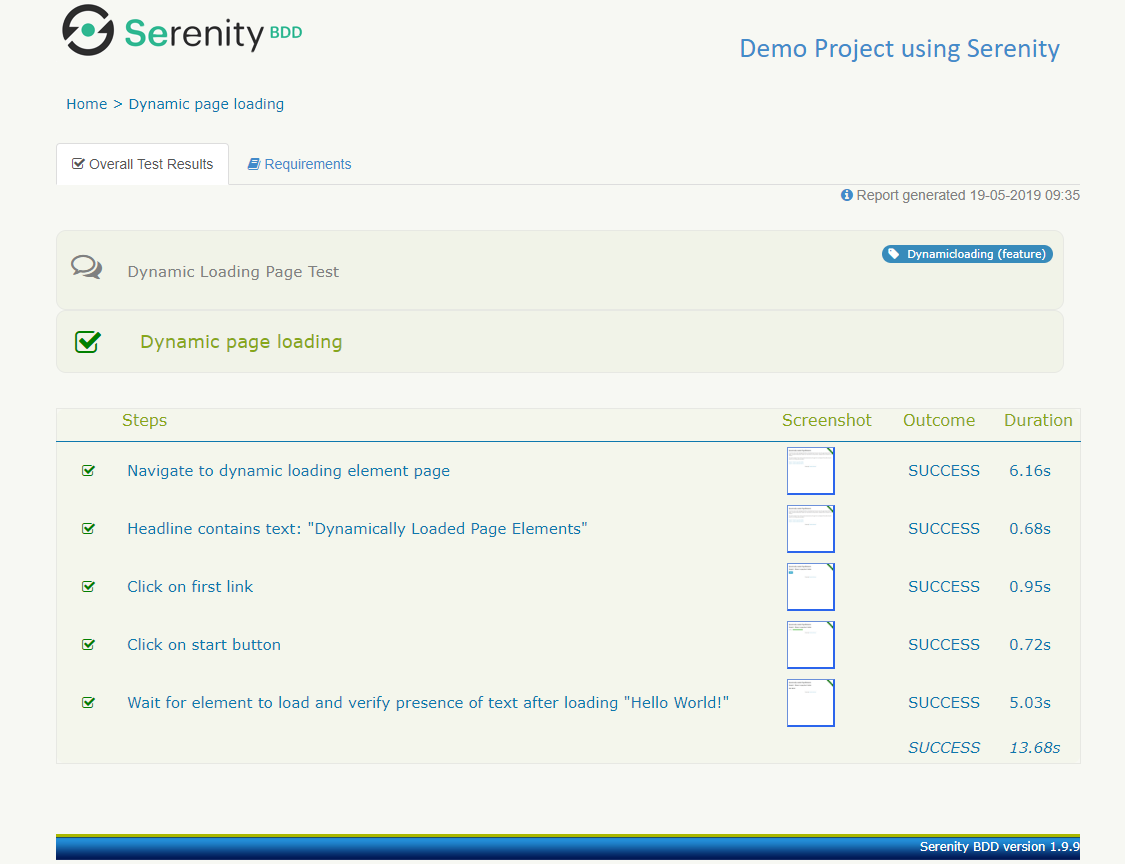 Serenity BDD
Demo Project using Serenity
Home > Dynamic page loading
Overall Test Results
Requirements
Report generated 19-05-2019 09:35
Dynamic Loading Page Test
Dynamicloading (feature)
Dynamic page loading
Steps Screenshot Outcome Duration
Navigate to dynamic loading element page SUCCESS 6.16s
Headline contains text: "Dynamically Loaded Page Elements" SUCCESS 0.68s
Click on first link SUCCESS 0.95s
Click on start button SUCCESS 0.72s
Wait for element to load and verify presence of text after loading "Hello World!" SUCCESS 5.03s
SUCCESS 13.68s
Serenity BDD version 1.9.9